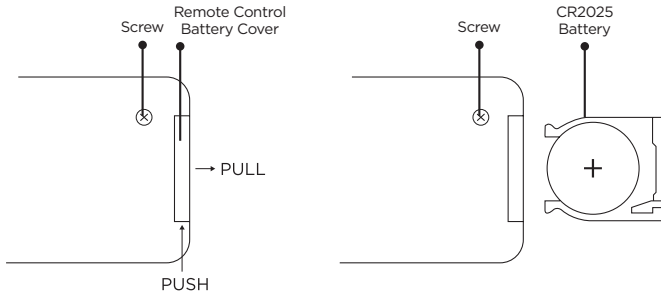 Screw
Remote Control
Battery Cover
PULL
PUSH
Screw
CR2025
Battery
+